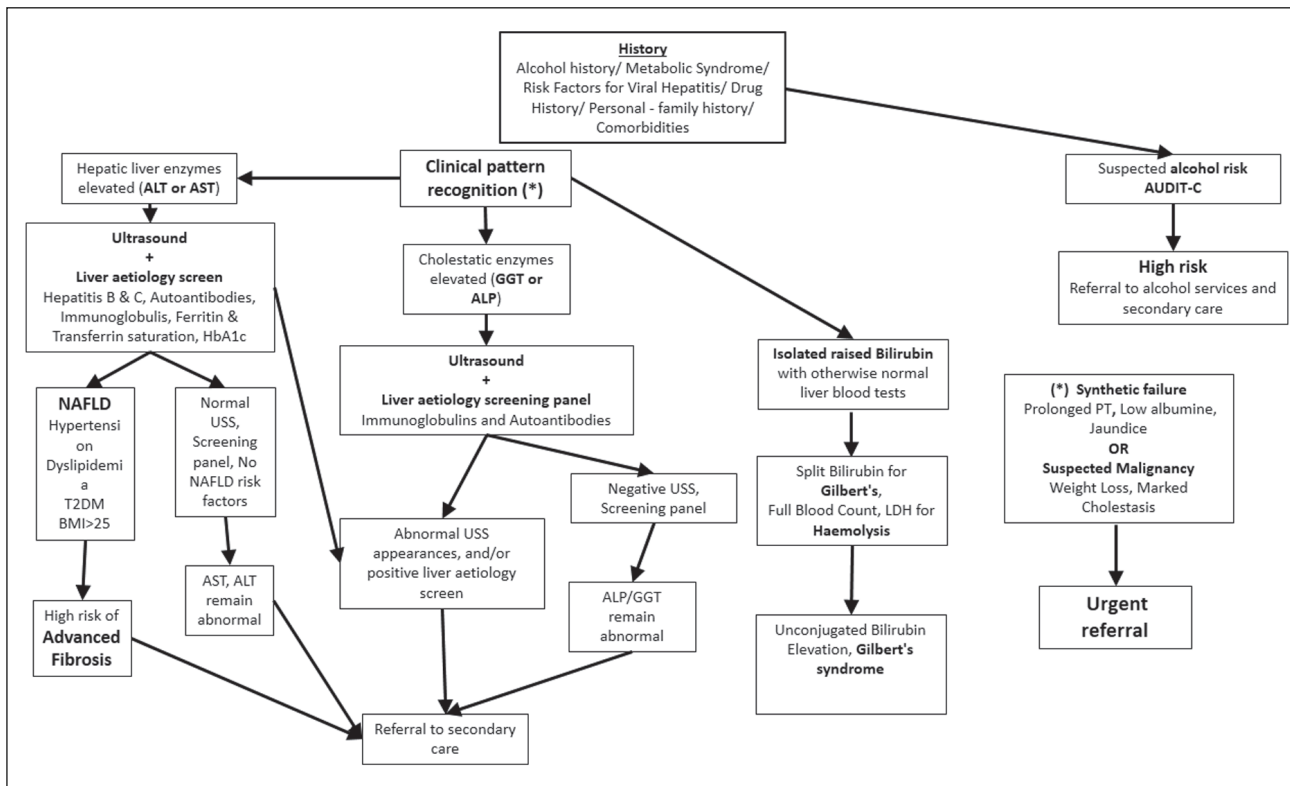 History
Alcohol history/ Metabolic Syndrome/
Risk Factors for Viral Hepatitis/ Drug
History/ Personal - family history/
Comorbidities
Hepatic liver enzymes
elevated (ALT or AST)
Clinical pattern
recognition (*)
Suspected alcohol risk
AUDIT-C
Ultrasound
+
Liver aetiology screen
Hepatitis B & C, Autoantibodies,
Immunoglobulis, Ferritin &
Transferrin saturation, HbA1c
Cholestatic enzymes
elevated (GGT or
ALP)
High risk
Referral to alcohol services and
secondary care
Ultrasound
+
Liver aetiology screening panel
Immunoglobulins and Autoantibodies
Isolated raised Bilirubin
with otherwise normal
liver blood tests
NAFLD
Hypertensi
on
Dyslipidemi
a
T2DM
BMI>25
Normal
USS,
Screening
panel, No
NAFLD risk
factors
(*) Synthetic failure
Prolonged PT, Low albumine,
Jaundice
OR
Suspected Malignancy
Weight Loss, Marked
Cholestasis
Split Bilirubin for
Gilbert's,
Full Blood Count, LDH for
Haemolysis
Negative USS,
Screening panel
Abnormal USS
appearances, and/or
positive liver aetiology
screen
AST, ALT
remain
abnormal
ALP/GGT
remain
abnormal
High risk of
Advanced
Fibrosis
Urgent
referral
Unconjugated Bilirubin
Elevation, Gilbert's
syndrome
Referral to secondary
care